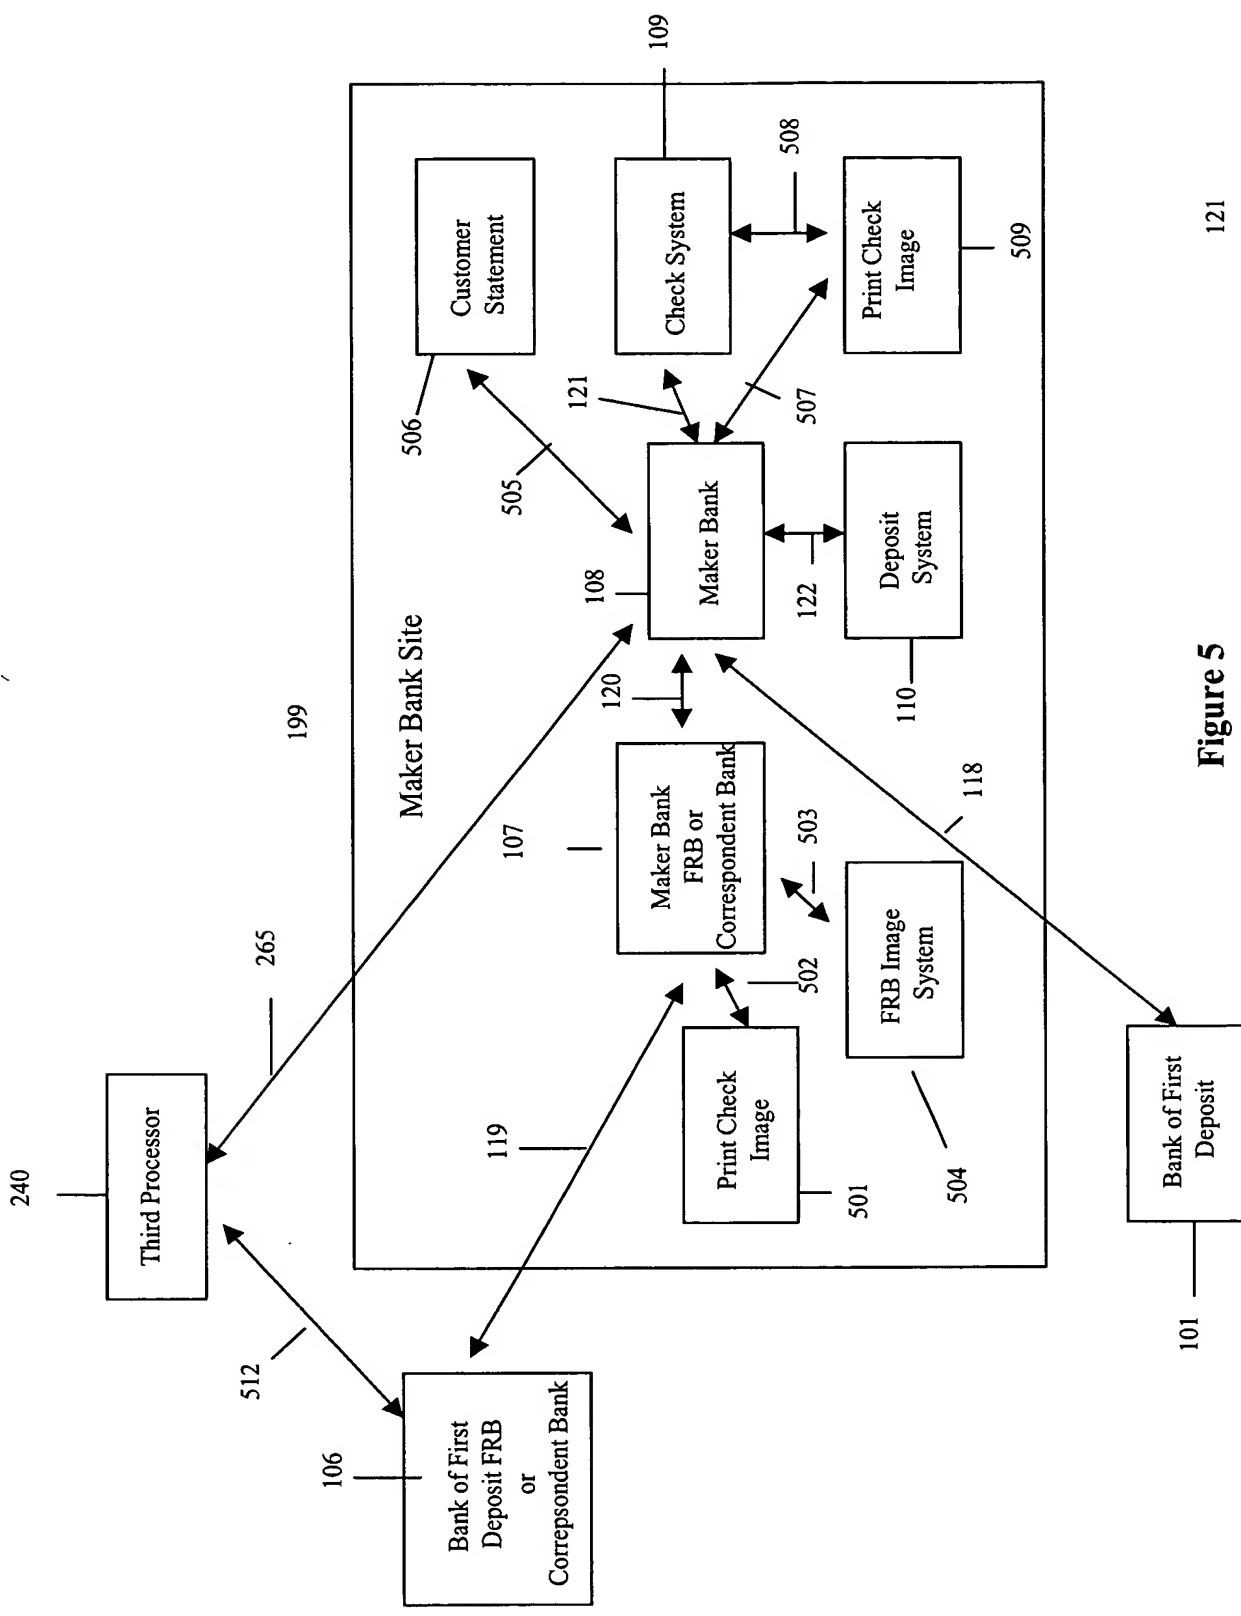 240
Third Processor
265
512
106
Bank of First
Deposit FRB
or
Correpsondent Bank
119
199
Maker Bank Site
107
Maker Bank
FRB or
Correspondent Bank
120
108
Maker Bank
505
506
Customer
Statement
121
109
Check System
508
507
Print Check
Image
509
122
Deposit
System
110
502
Print Check
Image
501
503
FRB Image
System
504
118
Bank of First
Deposit
101
Figure 5
121